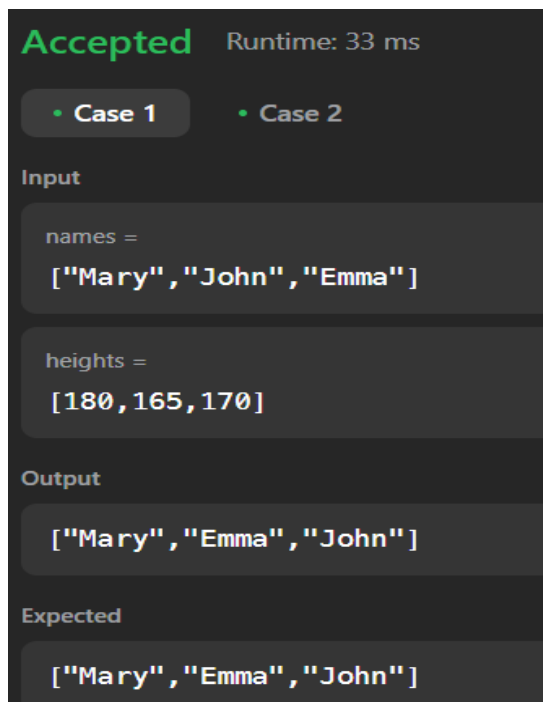 Accepted Runtime: 33 ms
• Case 1 • Case 2
Input
names =
["Mary","John","Emma"]
heights =
[180,165,170]
Output
["Mary","Emma","John"]
Expected
["Mary","Emma","John"]